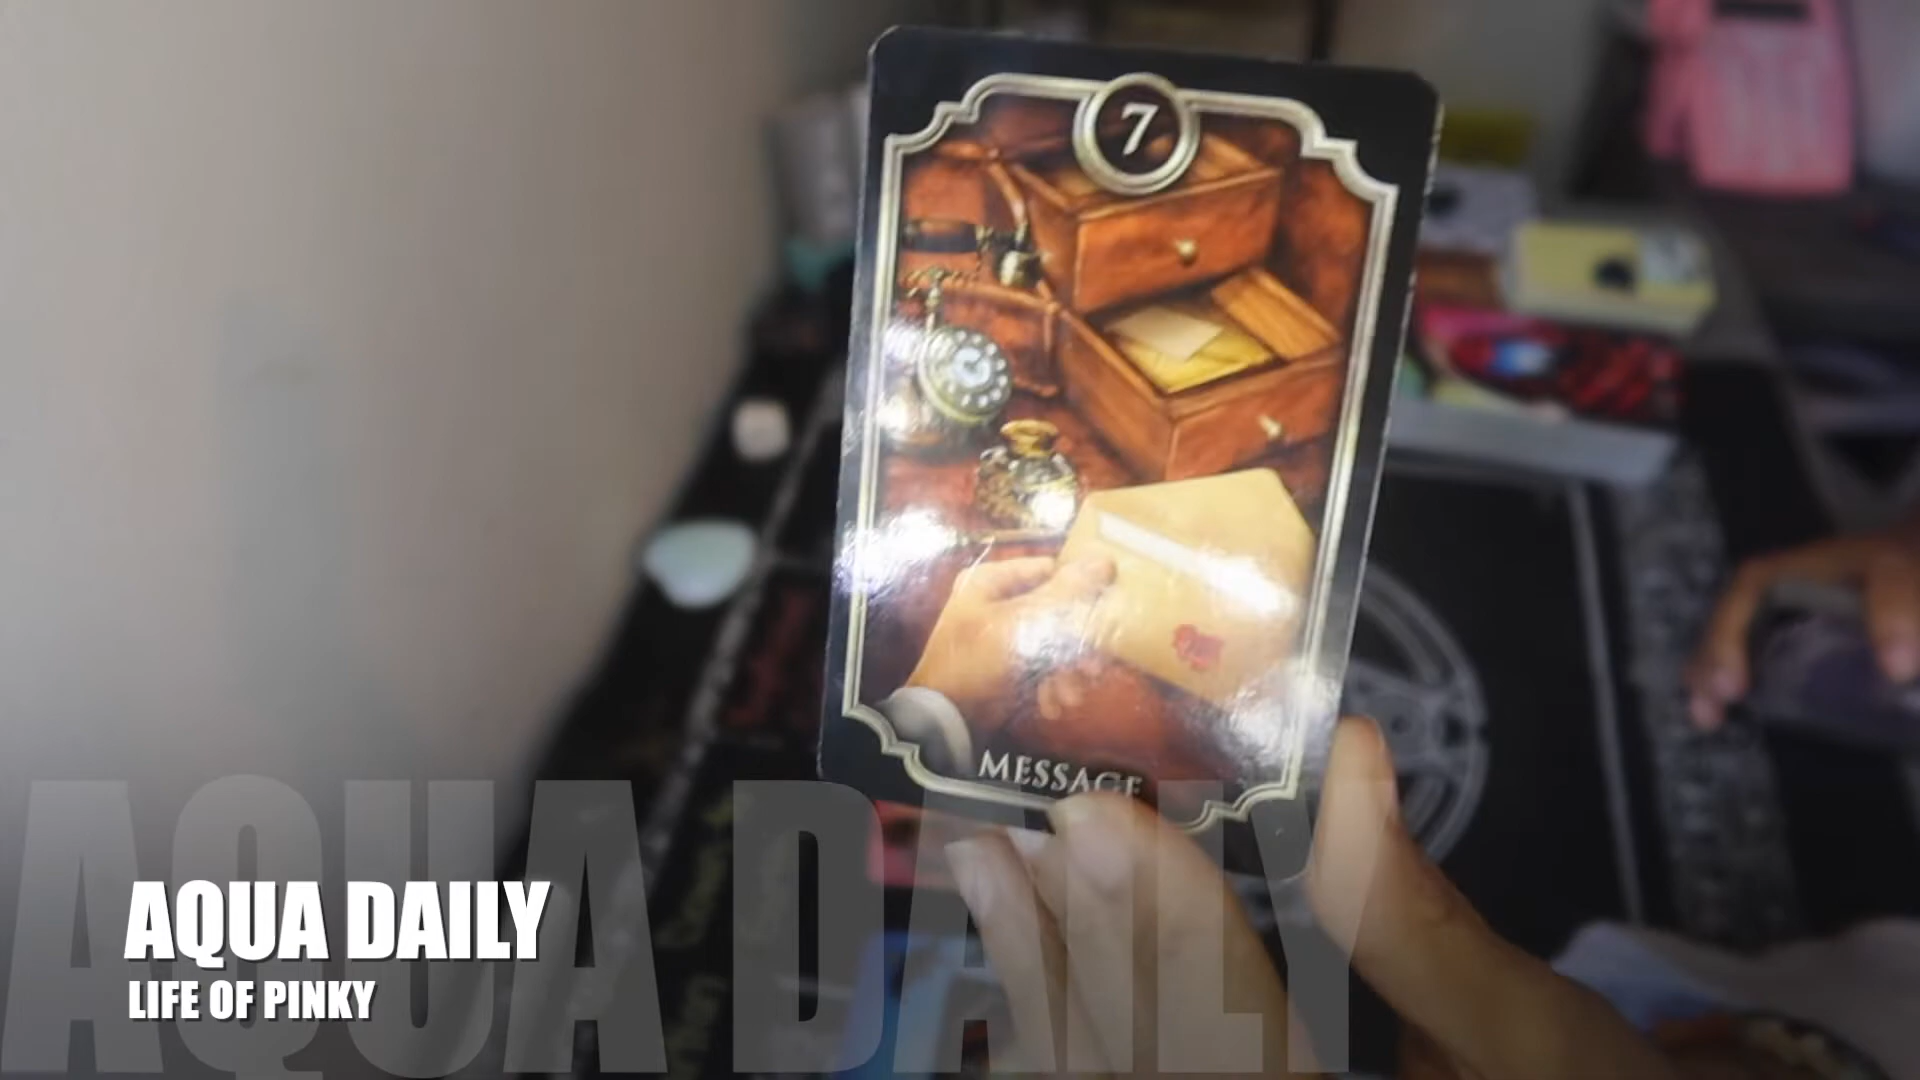 7
MESSAGE
AQUA DAILY
AQUA DAILY
LIFE OF PINKY